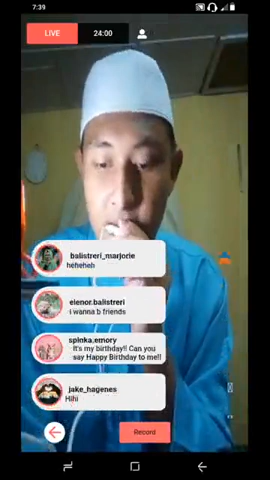 7:39
LIVE 24:00
balistreri_marjorie
heheheh
elenor.balistreri
i wanna b friends
spinka.emory
It's my birthday!! Can you
say Happy Birthday to me!!
jake_hagenes
Hihi
Record